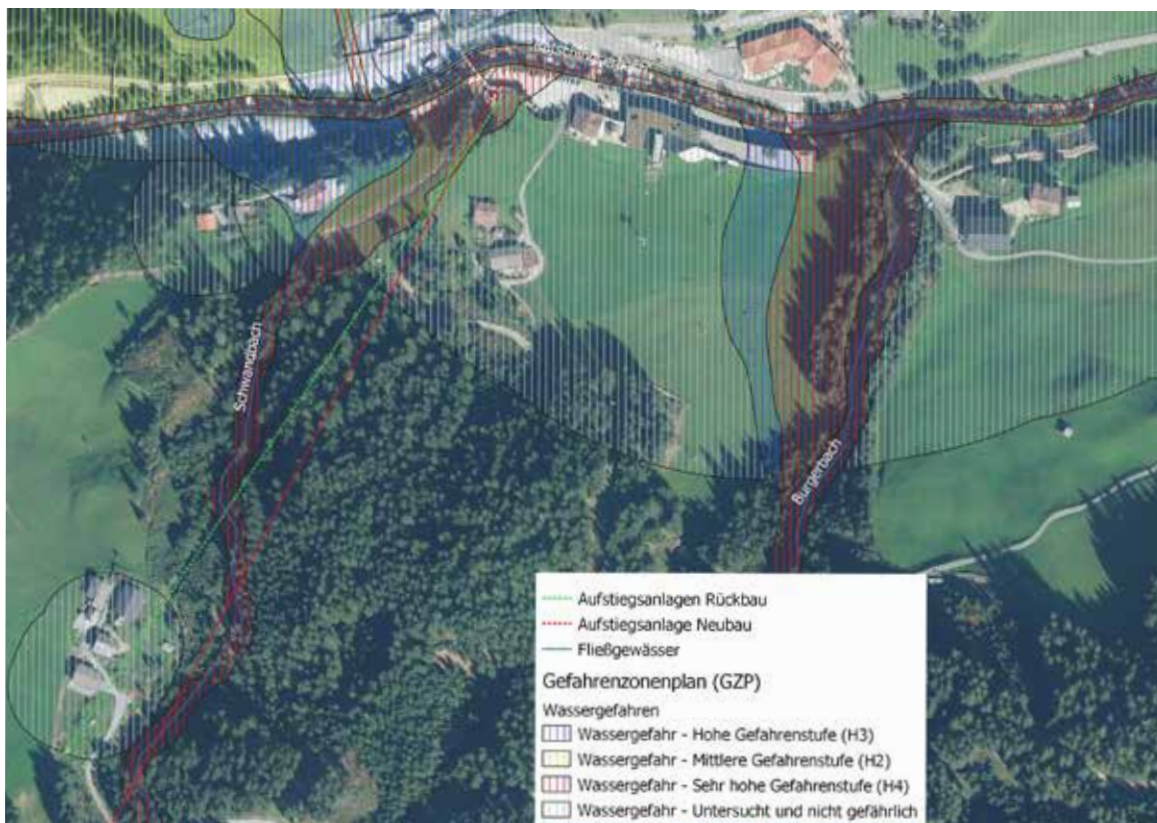 Schwandbach
Burgerbach
Aufstiegsanlagen Rückbau
Aufstiegsanlage Neubau
Fließgewässer
Gefahrenzonenplan (GZP)
Wassergefahren
Wassergefahr - Hohe Gefahrenstufe (H3)
Wassergefahr - Mittlere Gefahrenstufe (H2)
Wassergefahr - Sehr hohe Gefahrenstufe (H4)
Wassergefahr - Untersucht und nicht gefährlich